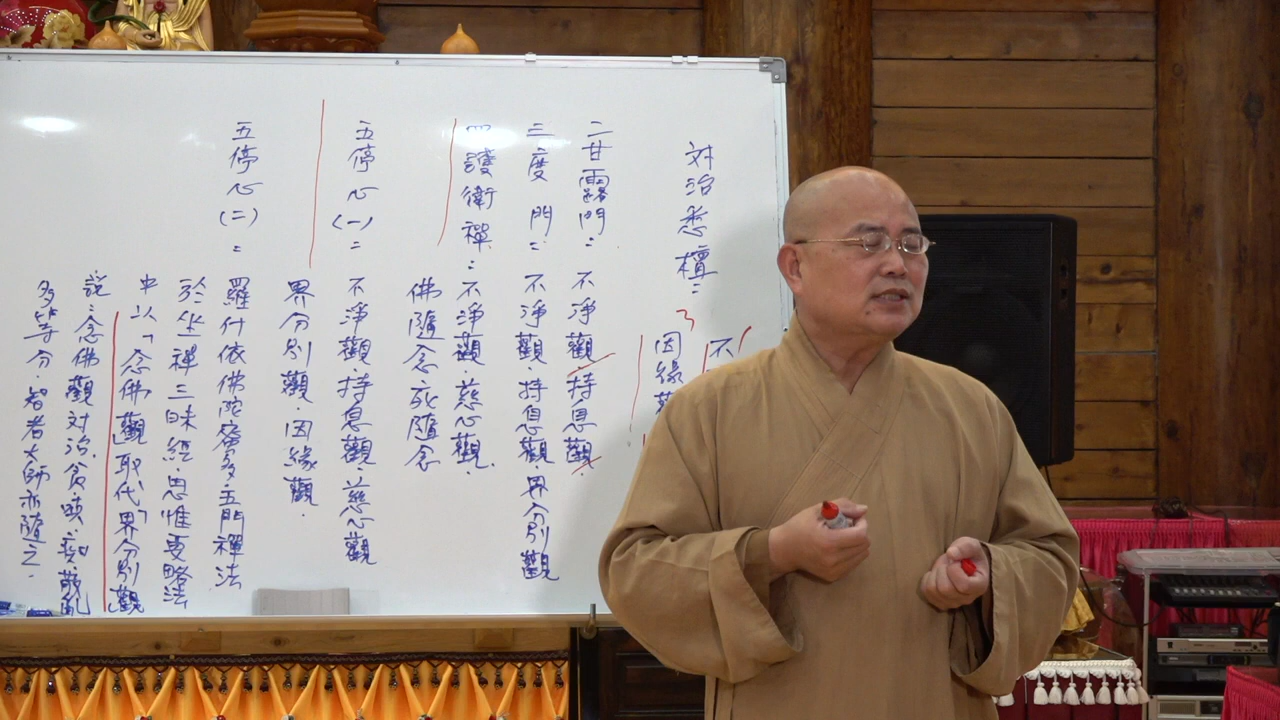 對治悉檀：
不
因緣
二甘露門：不淨觀．持息觀．
三度門：不淨觀．持息觀．界分別觀
四護衛禪：不淨觀．慈心觀．
佛隨念．死隨念
五停心(一)：不淨觀．持息觀．慈心觀
界分別觀．因緣觀．
五停心(二)：羅什依佛陀蜜多五門禪法
於坐禪三昧經．思惟要略法
中以「念佛觀」取代「界分別觀」
說：念佛觀對治貪．瞋．癡．散亂
多等分．智者大師亦隨之．